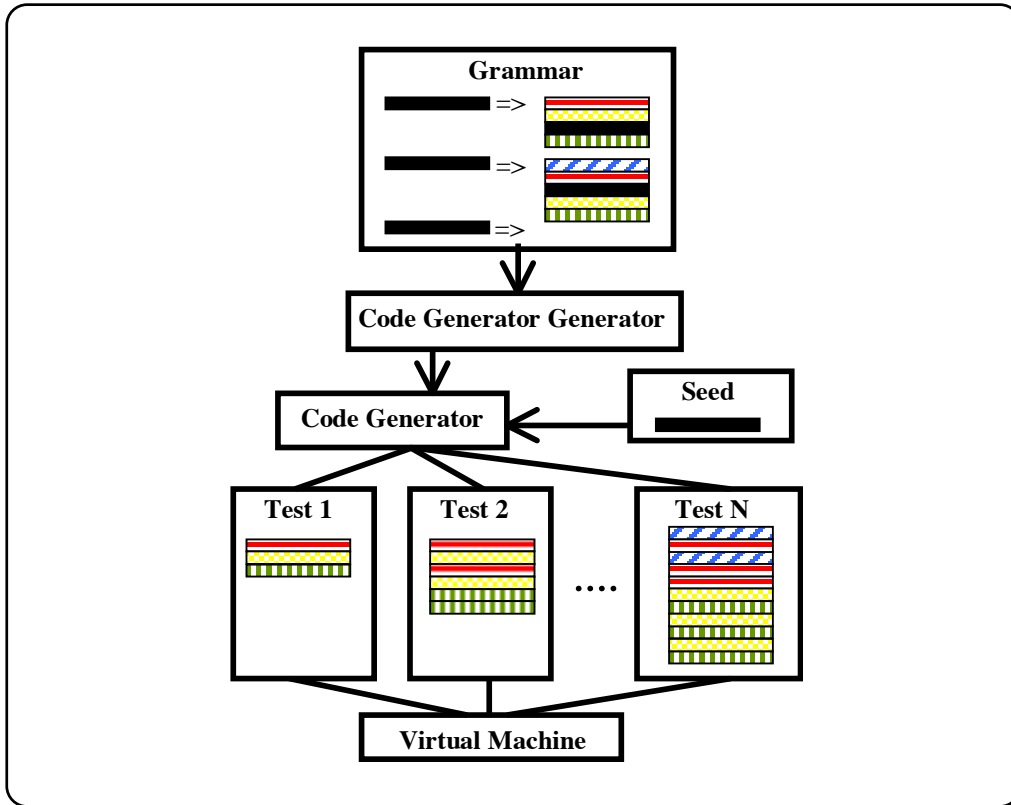 Grammar
=>
=>
=>
Code Generator Generator
Seed
Code Generator
Test 1 Test 2 Test N
....
Virtual Machine